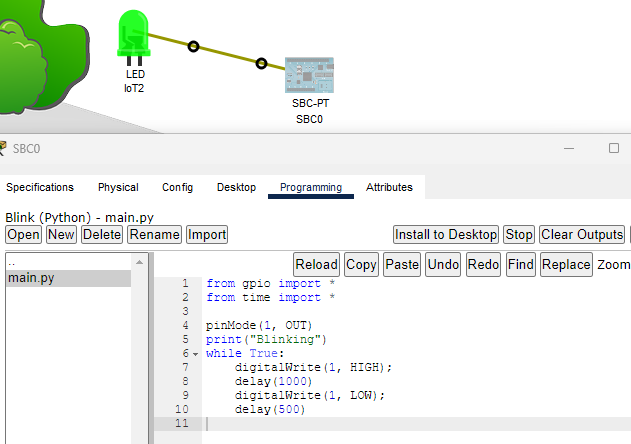 LED
IoT2
SBC-PT
SBC0
SBC0
Specifications Physical Config Desktop Programming Attributes
Blink (Python) - main.py
Open New Delete Rename Import Install to Desktop Stop Clear Outputs
..
main.py
Reload Copy Paste Undo Redo Find Replace Zoom
1 from gpio import *
2 from time import *
3
4 pinMode(1, OUT)
5 print("Blinking")
6 while True:
7 digitalWrite(1, HIGH);
8 delay(1000)
9 digitalWrite(1, LOW);
10 delay(500)
11